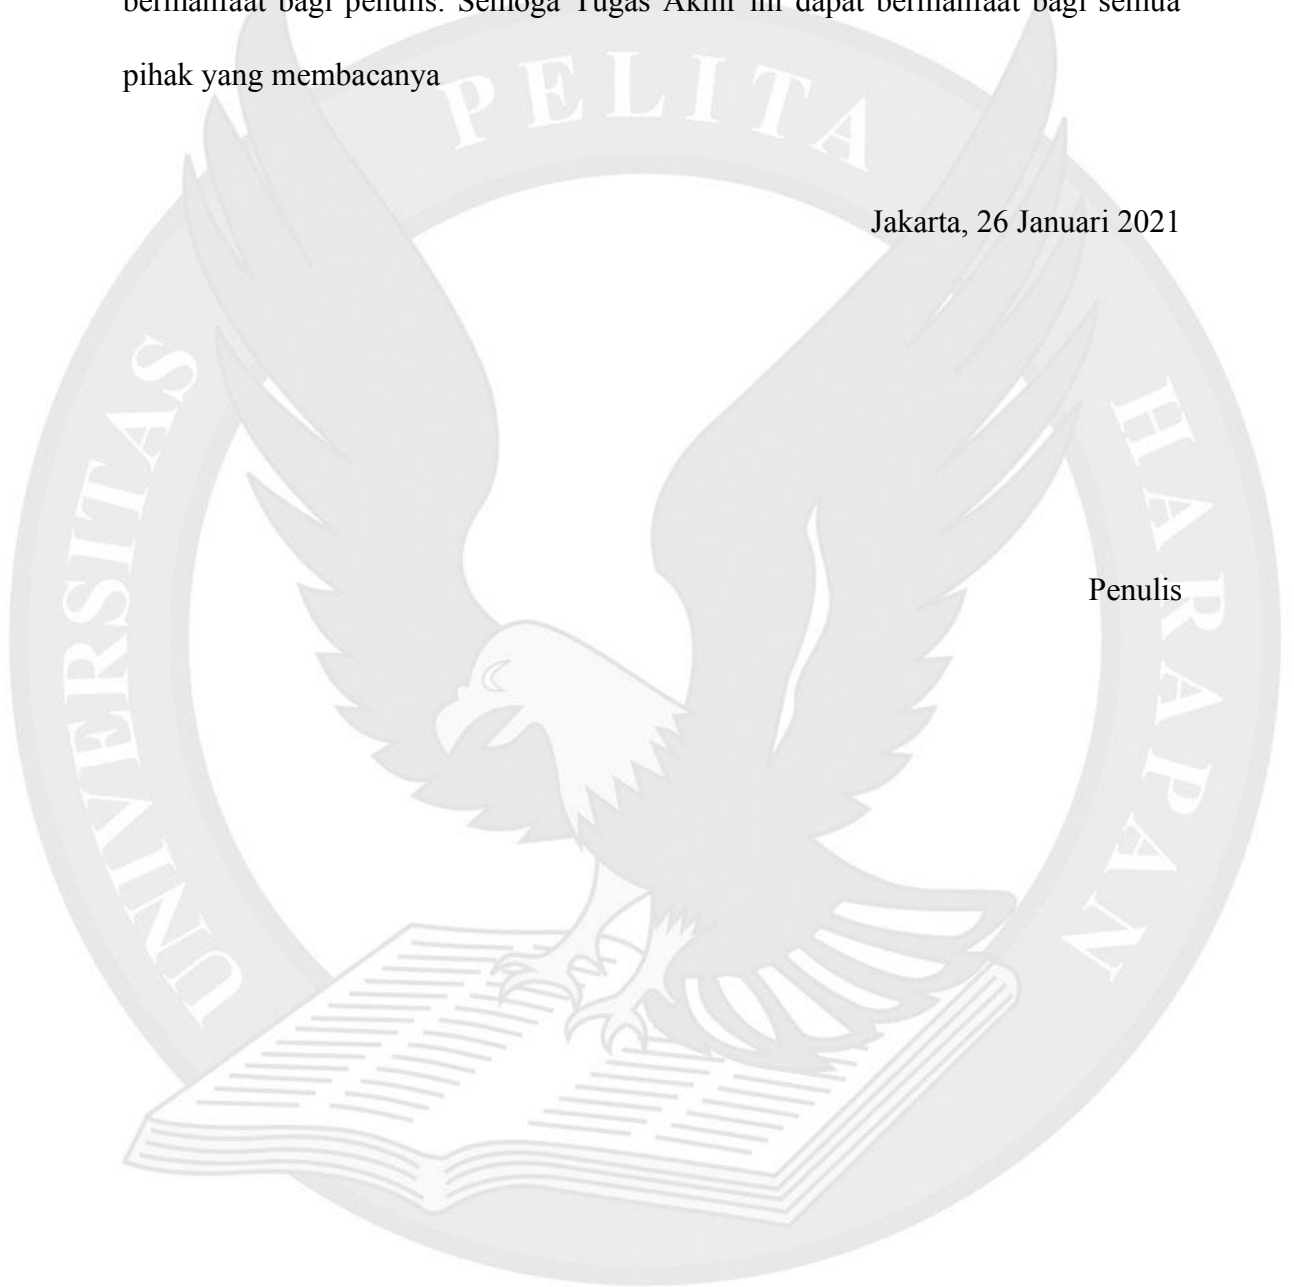 bermanfaat bagi penulis. Semoga Tugas Akhir ini dapat bermanfaat bagi semua
pihak yang membacanya
Jakarta, 26 Januari 2021
Penulis
UNIVERSITAS PELITA HARAPAN